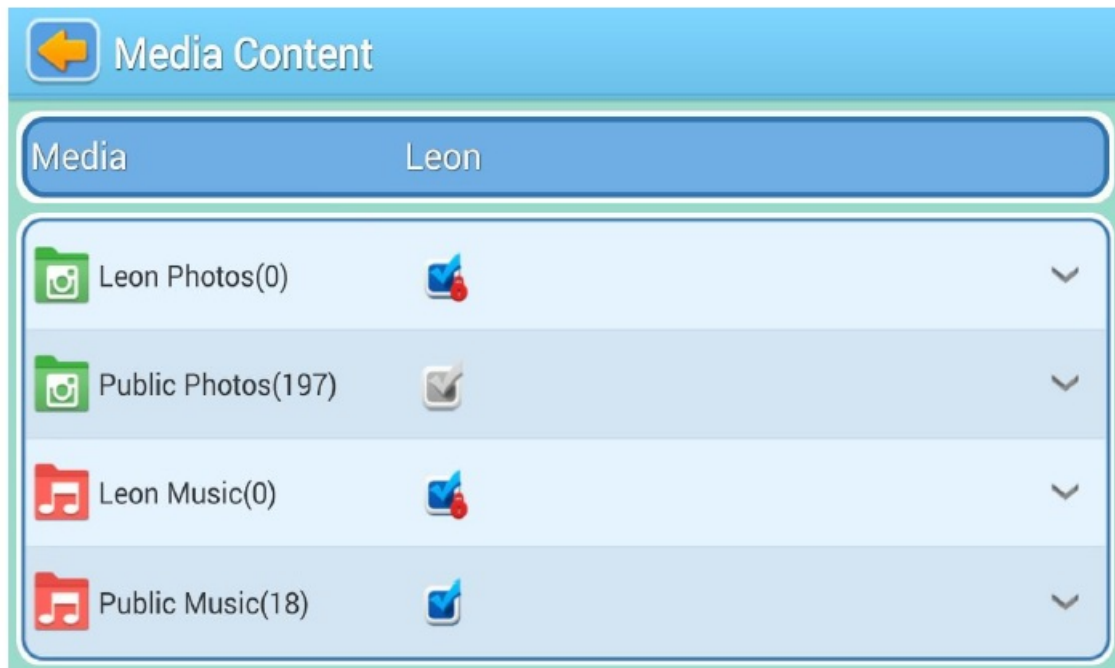 Media Content
Media Leon
Leon Photos(0)
Public Photos(197)
Leon Music(0)
Public Music(18)